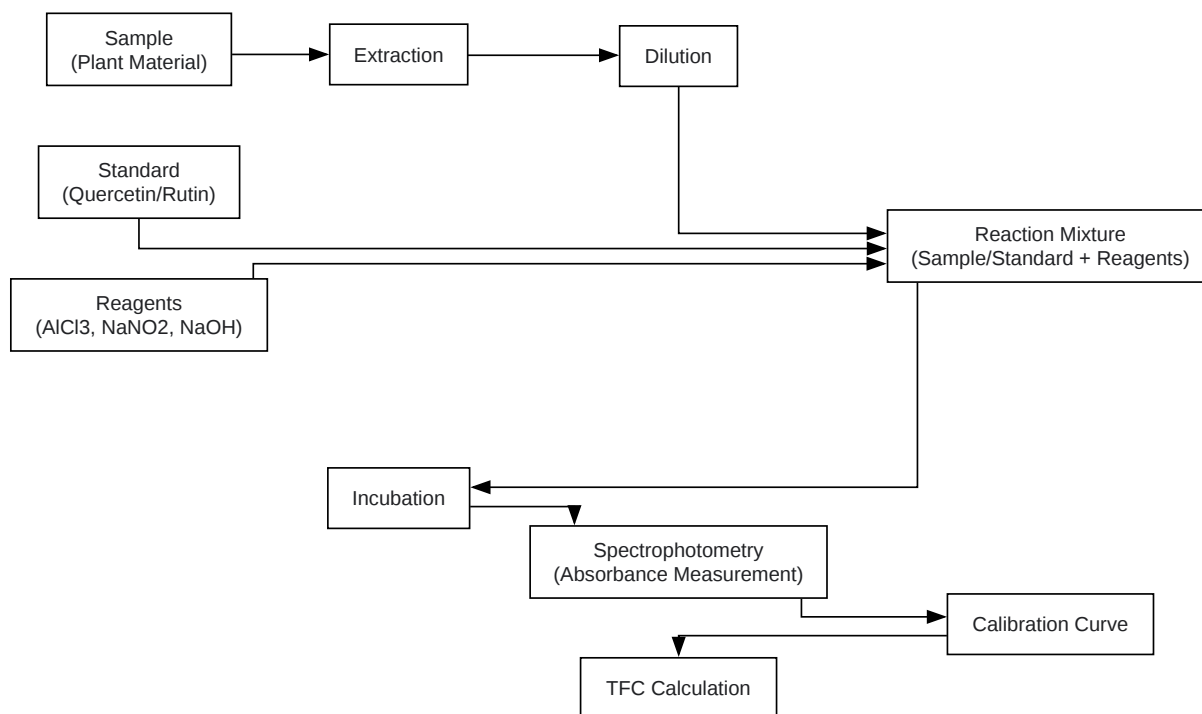 Sample
(Plant Material)
Extraction
Dilution
Standard
(Quercetin/Rutin)
Reaction Mixture
(Sample/Standard + Reagents)
Reagents
(AlCl3, NaNO2, NaOH)
Incubation
Spectrophotometry
(Absorbance Measurement)
Calibration Curve
TFC Calculation